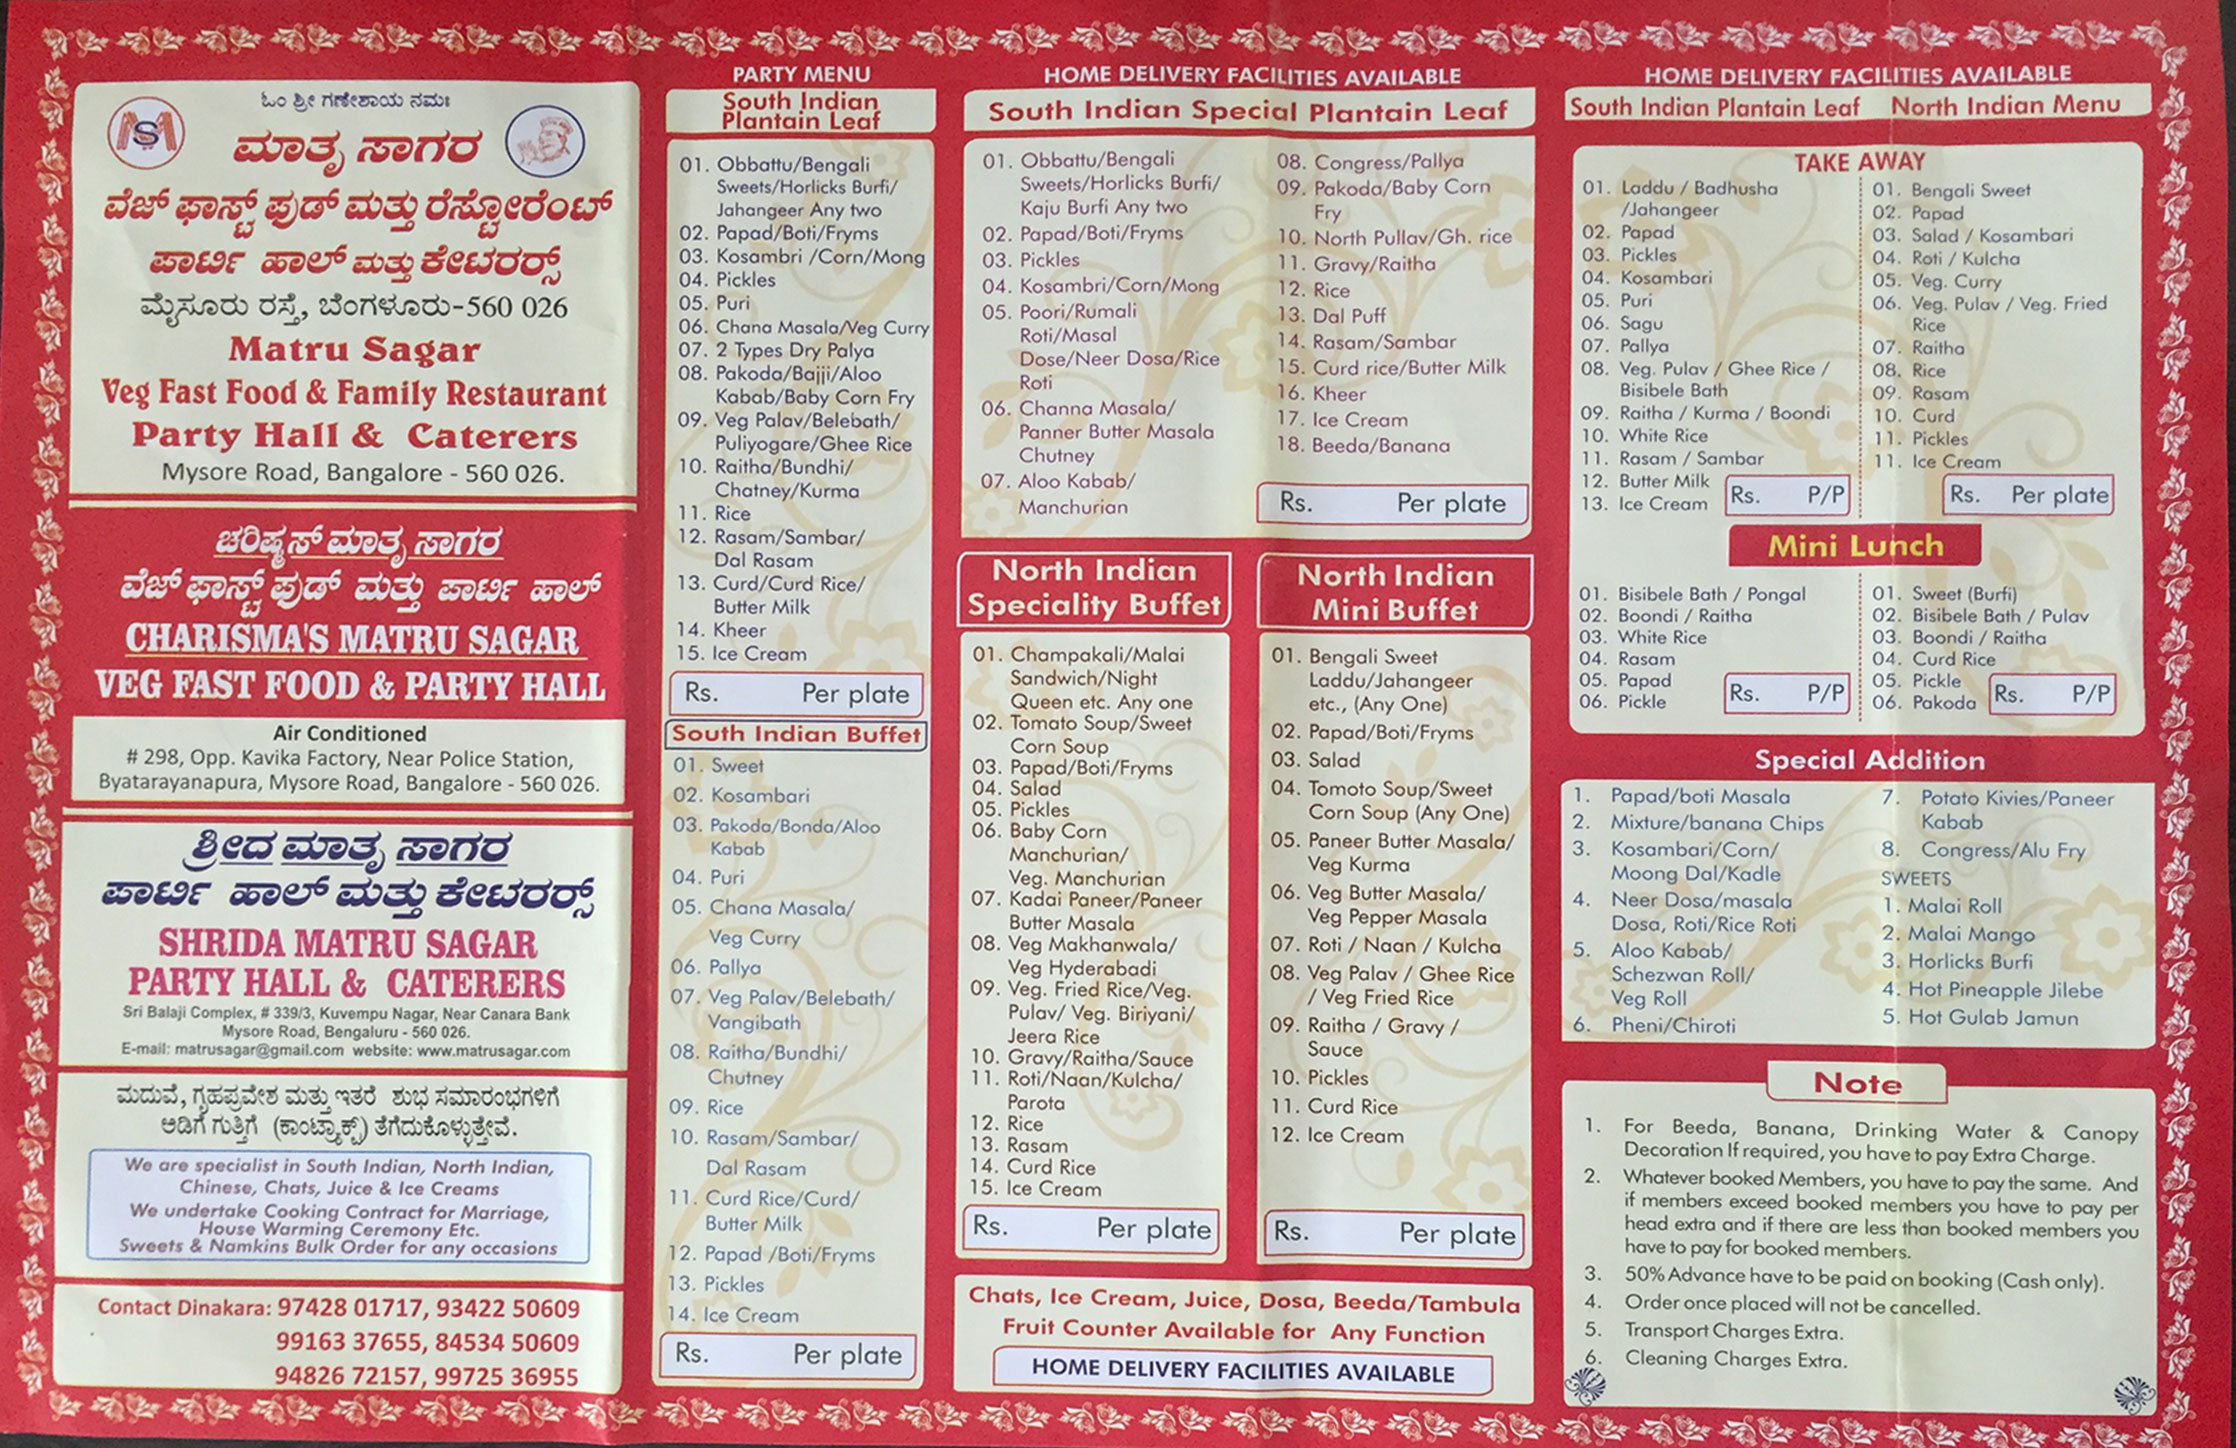 ಓಂ ಶ್ರೀ ಗಣೇಶಾಯ ನಮಃ
ಮಾತೃ ಸಾಗರ
ವೆಜ್ ಫಾಸ್ಟ್ ಫುಡ್ ಮತ್ತು ರೆಸ್ಟೋರೆಂಟ್
ಪಾರ್ಟಿ ಹಾಲ್ ಮತ್ತು ಕೇಟರರ್ಸ್
ಮೈಸೂರು ರಸ್ತೆ, ಬೆಂಗಳೂರು-560 026
Matru Sagar
Veg Fast Food & Family Restaurant
Party Hall & Caterers
Mysore Road, Bangalore - 560 026.
ಚರಿಷ್ಮಸ್ ಮಾತೃ ಸಾಗರ
ವೆಜ್ ಫಾಸ್ಟ್ ಫುಡ್ ಮತ್ತು ಪಾರ್ಟಿ ಹಾಲ್
CHARISMA'S MATRU SAGAR
VEG FAST FOOD & PARTY HALL
Air Conditioned
# 298, Opp. Kavika Factory, Near Police Station,
Byatarayanapura, Mysore Road, Bangalore - 560 026.
ಶ್ರೀದ ಮಾತೃ ಸಾಗರ
ಪಾರ್ಟಿ ಹಾಲ್ ಮತ್ತು ಕೇಟರರ್ಸ್
SHRIDA MATRU SAGAR
PARTY HALL & CATERERS
Sri Balaji Complex, # 339/3, Kuvempu Nagar, Near Canara Bank
Mysore Road, Bengaluru - 560 026.
E-mail: matrusagar@gmail.com website: www.matrusagar.com
ಮದುವೆ, ಗೃಹಪ್ರವೇಶ ಮತ್ತು ಇತರೆ ಶುಭ ಸಮಾರಂಭಗಳಿಗೆ
ಅಡಿಗೆ ಗುತ್ತಿಗೆ (ಕಾಂಟ್ರ್ಯಾಕ್ಟ್) ತೆಗೆದುಕೊಳ್ಳುತ್ತೇವೆ.
We are specialist in South Indian, North Indian,
Chinese, Chats, Juice & Ice Creams
We undertake Cooking Contract for Marriage,
House Warming Ceremony Etc.
Sweets & Namkins Bulk Order for any occasions
Contact Dinakara: 97428 01717, 93422 50609
99163 37655, 84534 50609
94826 72157, 99725 36955
PARTY MENU
South Indian
Plantain Leaf
01. Obbattu/Bengali
Sweets/Horlicks Burfi/
Jahangeer Any two
02. Papad/Boti/Fryms
03. Kosambri /Corn/Mong
04. Pickles
05. Puri
06. Chana Masala/Veg Curry
07. 2 Types Dry Palya
08. Pakoda/Bajji/Aloo
Kabab/Baby Corn Fry
09. Veg Palav/Belebath/
Puliyogare/Ghee Rice
10. Raitha/Bundhi/
Chatney/Kurma
11. Rice
12. Rasam/Sambar/
Dal Rasam
13. Curd/Curd Rice/
Butter Milk
14. Kheer
15. Ice Cream
Rs. Per plate
South Indian Buffet
01. Sweet
02. Kosambari
03. Pakoda/Bonda/Aloo
Kabab
04. Puri
05. Chana Masala/
Veg Curry
06. Pallya
07. Veg Palav/Belebath/
Vangibath
08. Raitha/Bundhi/
Chutney
09. Rice
10. Rasam/Sambar/
Dal Rasam
11. Curd Rice/Curd/
Butter Milk
12. Papad /Boti/Fryms
13. Pickles
14. Ice Cream
Rs. Per plate
HOME DELIVERY FACILITIES AVAILABLE
South Indian Special Plantain Leaf
01. Obbattu/Bengali
Sweets/Horlicks Burfi/
Kaju Burfi Any two
02. Papad/Boti/Fryms
03. Pickles
04. Kosambri/Corn/Mong
05. Poori/Rumali
Roti/Masal
Dose/Neer Dosa/Rice
Roti
06. Channa Masala/
Panner Butter Masala
Chutney
07. Aloo Kabab/
Manchurian
08. Congress/Pallya
09. Pakoda/Baby Corn
Fry
10. North Pullav/Gh. rice
11. Gravy/Raitha
12. Rice
13. Dal Puff
14. Rasam/Sambar
15. Curd rice/Butter Milk
16. Kheer
17. Ice Cream
18. Beeda/Banana
Rs. Per plate
North Indian
Speciality Buffet
01. Champakali/Malai
Sandwich/Night
Queen etc. Any one
02. Tomato Soup/Sweet
Corn Soup
03. Papad/Boti/Fryms
04. Salad
05. Pickles
06. Baby Corn
Manchurian/
Veg. Manchurian
07. Kadai Paneer/Paneer
Butter Masala
08. Veg Makhanwala/
Veg Hyderabadi
09. Veg. Fried Rice/Veg.
Pulav/ Veg. Biriyani/
Jeera Rice
10. Gravy/Raitha/Sauce
11. Roti/Naan/Kulcha/
Parota
12. Rice
13. Rasam
14. Curd Rice
15. Ice Cream
Rs. Per plate
North Indian
Mini Buffet
01. Bengali Sweet
Laddu/Jahangeer
etc., (Any One)
02. Papad/Boti/Fryms
03. Salad
04. Tomoto Soup/Sweet
Corn Soup (Any One)
05. Paneer Butter Masala/
Veg Kurma
06. Veg Butter Masala/
Veg Pepper Masala
07. Roti / Naan / Kulcha
08. Veg Palav / Ghee Rice
/ Veg Fried Rice
09. Raitha / Gravy /
Sauce
10. Pickles
11. Curd Rice
12. Ice Cream
Rs. Per plate
Chats, Ice Cream, Juice, Dosa, Beeda/Tambula
Fruit Counter Available for Any Function
HOME DELIVERY FACILITIES AVAILABLE
HOME DELIVERY FACILITIES AVAILABLE
South Indian Plantain Leaf North Indian Menu
TAKE AWAY
01. Laddu / Badhusha
/Jahangeer
02. Papad
03. Pickles
04. Kosambari
05. Puri
06. Sagu
07. Pallya
08. Veg. Pulav / Ghee Rice /
Bisibele Bath
09. Raitha / Kurma / Boondi
10. White Rice
11. Rasam / Sambar
12. Butter Milk
13. Ice Cream
Rs. P/P
01. Bengali Sweet
02. Papad
03. Salad / Kosambari
04. Roti / Kulcha
05. Veg. Curry
06. Veg. Pulav / Veg. Fried
Rice
07. Raitha
08. Rice
09. Rasam
10. Curd
11. Pickles
11. Ice Cream
Rs. Per plate
Mini Lunch
01. Bisibele Bath / Pongal
02. Boondi / Raitha
03. White Rice
04. Rasam
05. Papad
06. Pickle
Rs. P/P
01. Sweet (Burfi)
02. Bisibele Bath / Pulav
03. Boondi / Raitha
04. Curd Rice
05. Pickle
06. Pakoda
Rs. P/P
Special Addition
1. Papad/boti Masala
2. Mixture/banana Chips
3. Kosambari/Corn/
Moong Dal/Kadle
4. Neer Dosa/masala
Dosa, Roti/Rice Roti
5. Aloo Kabab/
Schezwan Roll/
Veg Roll
6. Pheni/Chiroti
7. Potato Kivies/Paneer
Kabab
8. Congress/Alu Fry
SWEETS
1. Malai Roll
2. Malai Mango
3. Horlicks Burfi
4. Hot Pineapple Jilebe
5. Hot Gulab Jamun
Note
1. For Beeda, Banana, Drinking Water & Canopy
Decoration If required, you have to pay Extra Charge.
2. Whatever booked Members, you have to pay the same. And
if members exceed booked members you have to pay per
head extra and if there are less than booked members you
have to pay for booked members.
3. 50% Advance have to be paid on booking (Cash only).
4. Order once placed will not be cancelled.
5. Transport Charges Extra.
6. Cleaning Charges Extra.